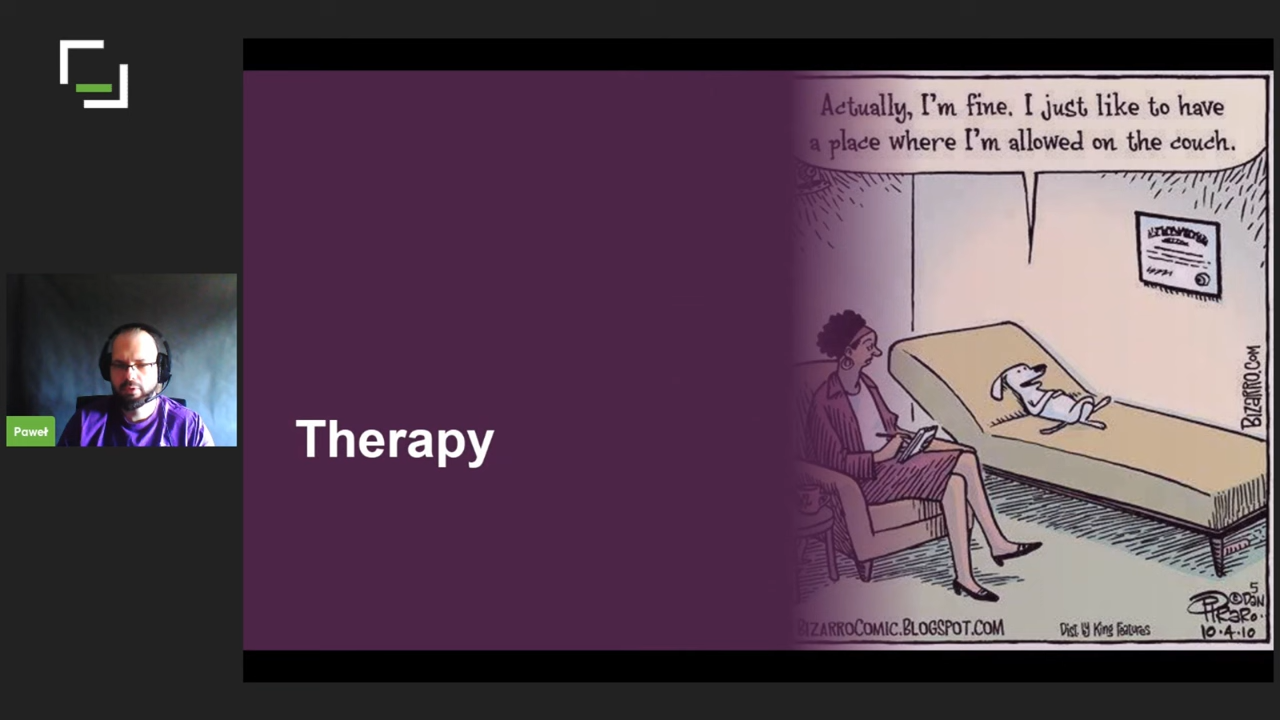 Actually, I'm fine. I just like to have
a place where I'm allowed on the couch.
BIZARRO.COM
Paweł
Therapy
BIZARROCOMIC.BLOGSPOT.COM
Dist by King Features
5
© DAN
PIRARO.
10.4.10